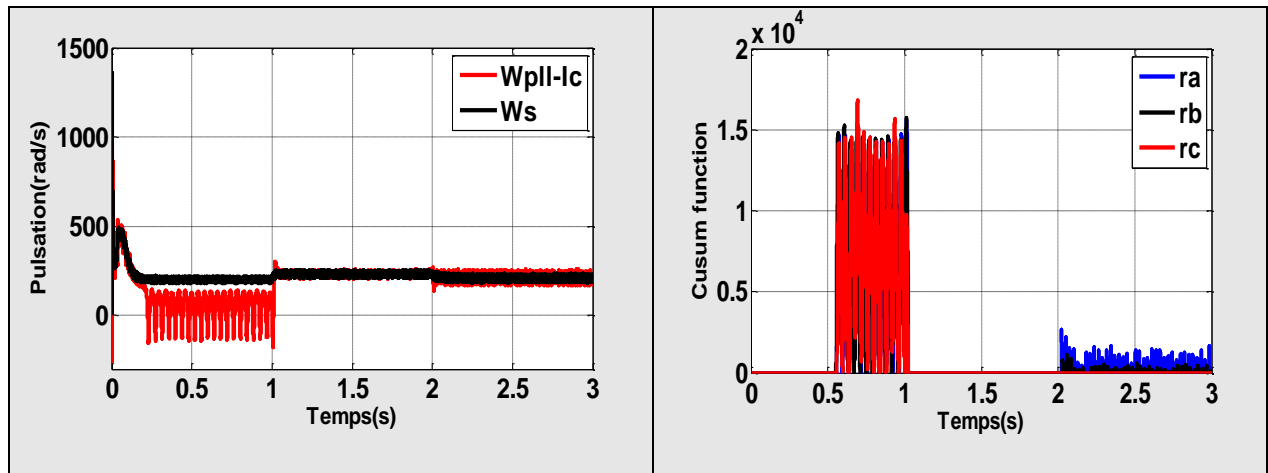 1500
1000
500
0
Pulsation(rad/s)
Wpll-Ic
Ws
0
0.5
1
1.5
2
2.5
3
Temps(s)
x 10^4
2
1.5
1
0.5
0
Cusum function
ra
rb
rc
0
0.5
1
1.5
2
2.5
3
Temps(s)